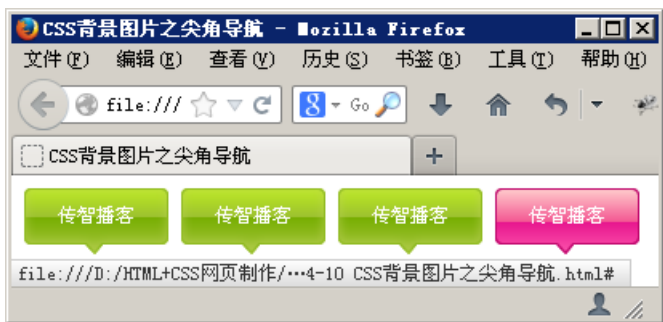 CSS背景图片之尖角导航 - Mozilla Firefox
文件(F) 编辑(E) 查看(V) 历史(S) 书签(B) 工具(T) 帮助(H)
file:/// 8 Go
CSS背景图片之尖角导航 +
传智播客 传智播客 传智播客 传智播客
file:///D:/HTML+CSS网页制作/…4-10 CSS背景图片之尖角导航.html#